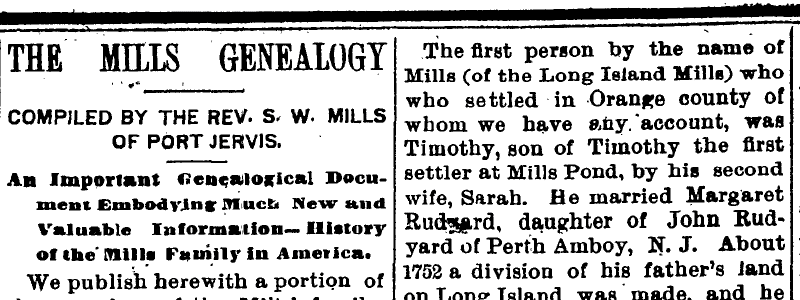 THE MILLS GENEALOGY
COMPILED BY THE REV. S. W. MILLS
OF PORT JERVIS.
An Important Genealogical Docu-
ment Embodying Much New and
Valuable Information—History
of the Mills Family in America.
We publish herewith a portion of
The first person by the name of
Mills (of the Long Island Mills) who
who settled in Orange county of
whom we have any account, was
Timothy, son of Timothy the first
settler at Mills Pond, by his second
wife, Sarah. He married Margaret
Rudyard, daughter of John Rud-
yard of Perth Amboy, N. J. About
1752 a division of his father's land
on Long Island was made, and he